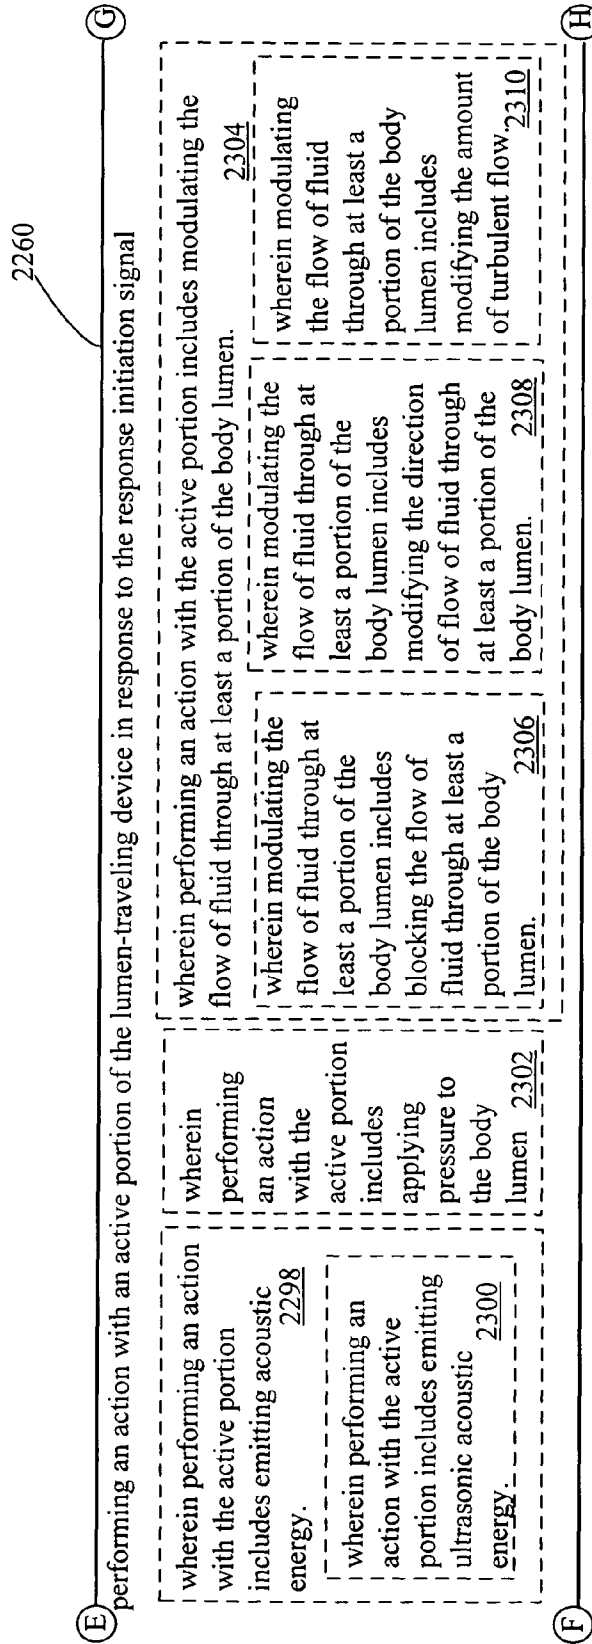 2260
E
G
performing an action with an active portion of the lumen-traveling device in response to the response initiation signal
wherein performing an action
with the active portion
includes emitting acoustic
energy.
2298
wherein performing an
action with the active
portion includes emitting
ultrasonic acoustic
energy.
2300
wherein
performing
an action
with the
active portion
includes
applying
pressure to
the body
lumen 2302
wherein performing an action with the active portion includes modulating the
flow of fluid through at least a portion of the body lumen.
2304
wherein modulating the
flow of fluid through at
least a portion of the
body lumen includes
blocking the flow of
fluid through at least a
portion of the body
lumen.
2306
wherein modulating the
flow of fluid through at
least a portion of the
body lumen includes
modifying the direction
of flow of fluid through
at least a portion of the
body lumen.
2308
wherein modulating
the flow of fluid
through at least a
portion of the body
lumen includes
modifying the amount
of turbulent flow.
2310
F
H